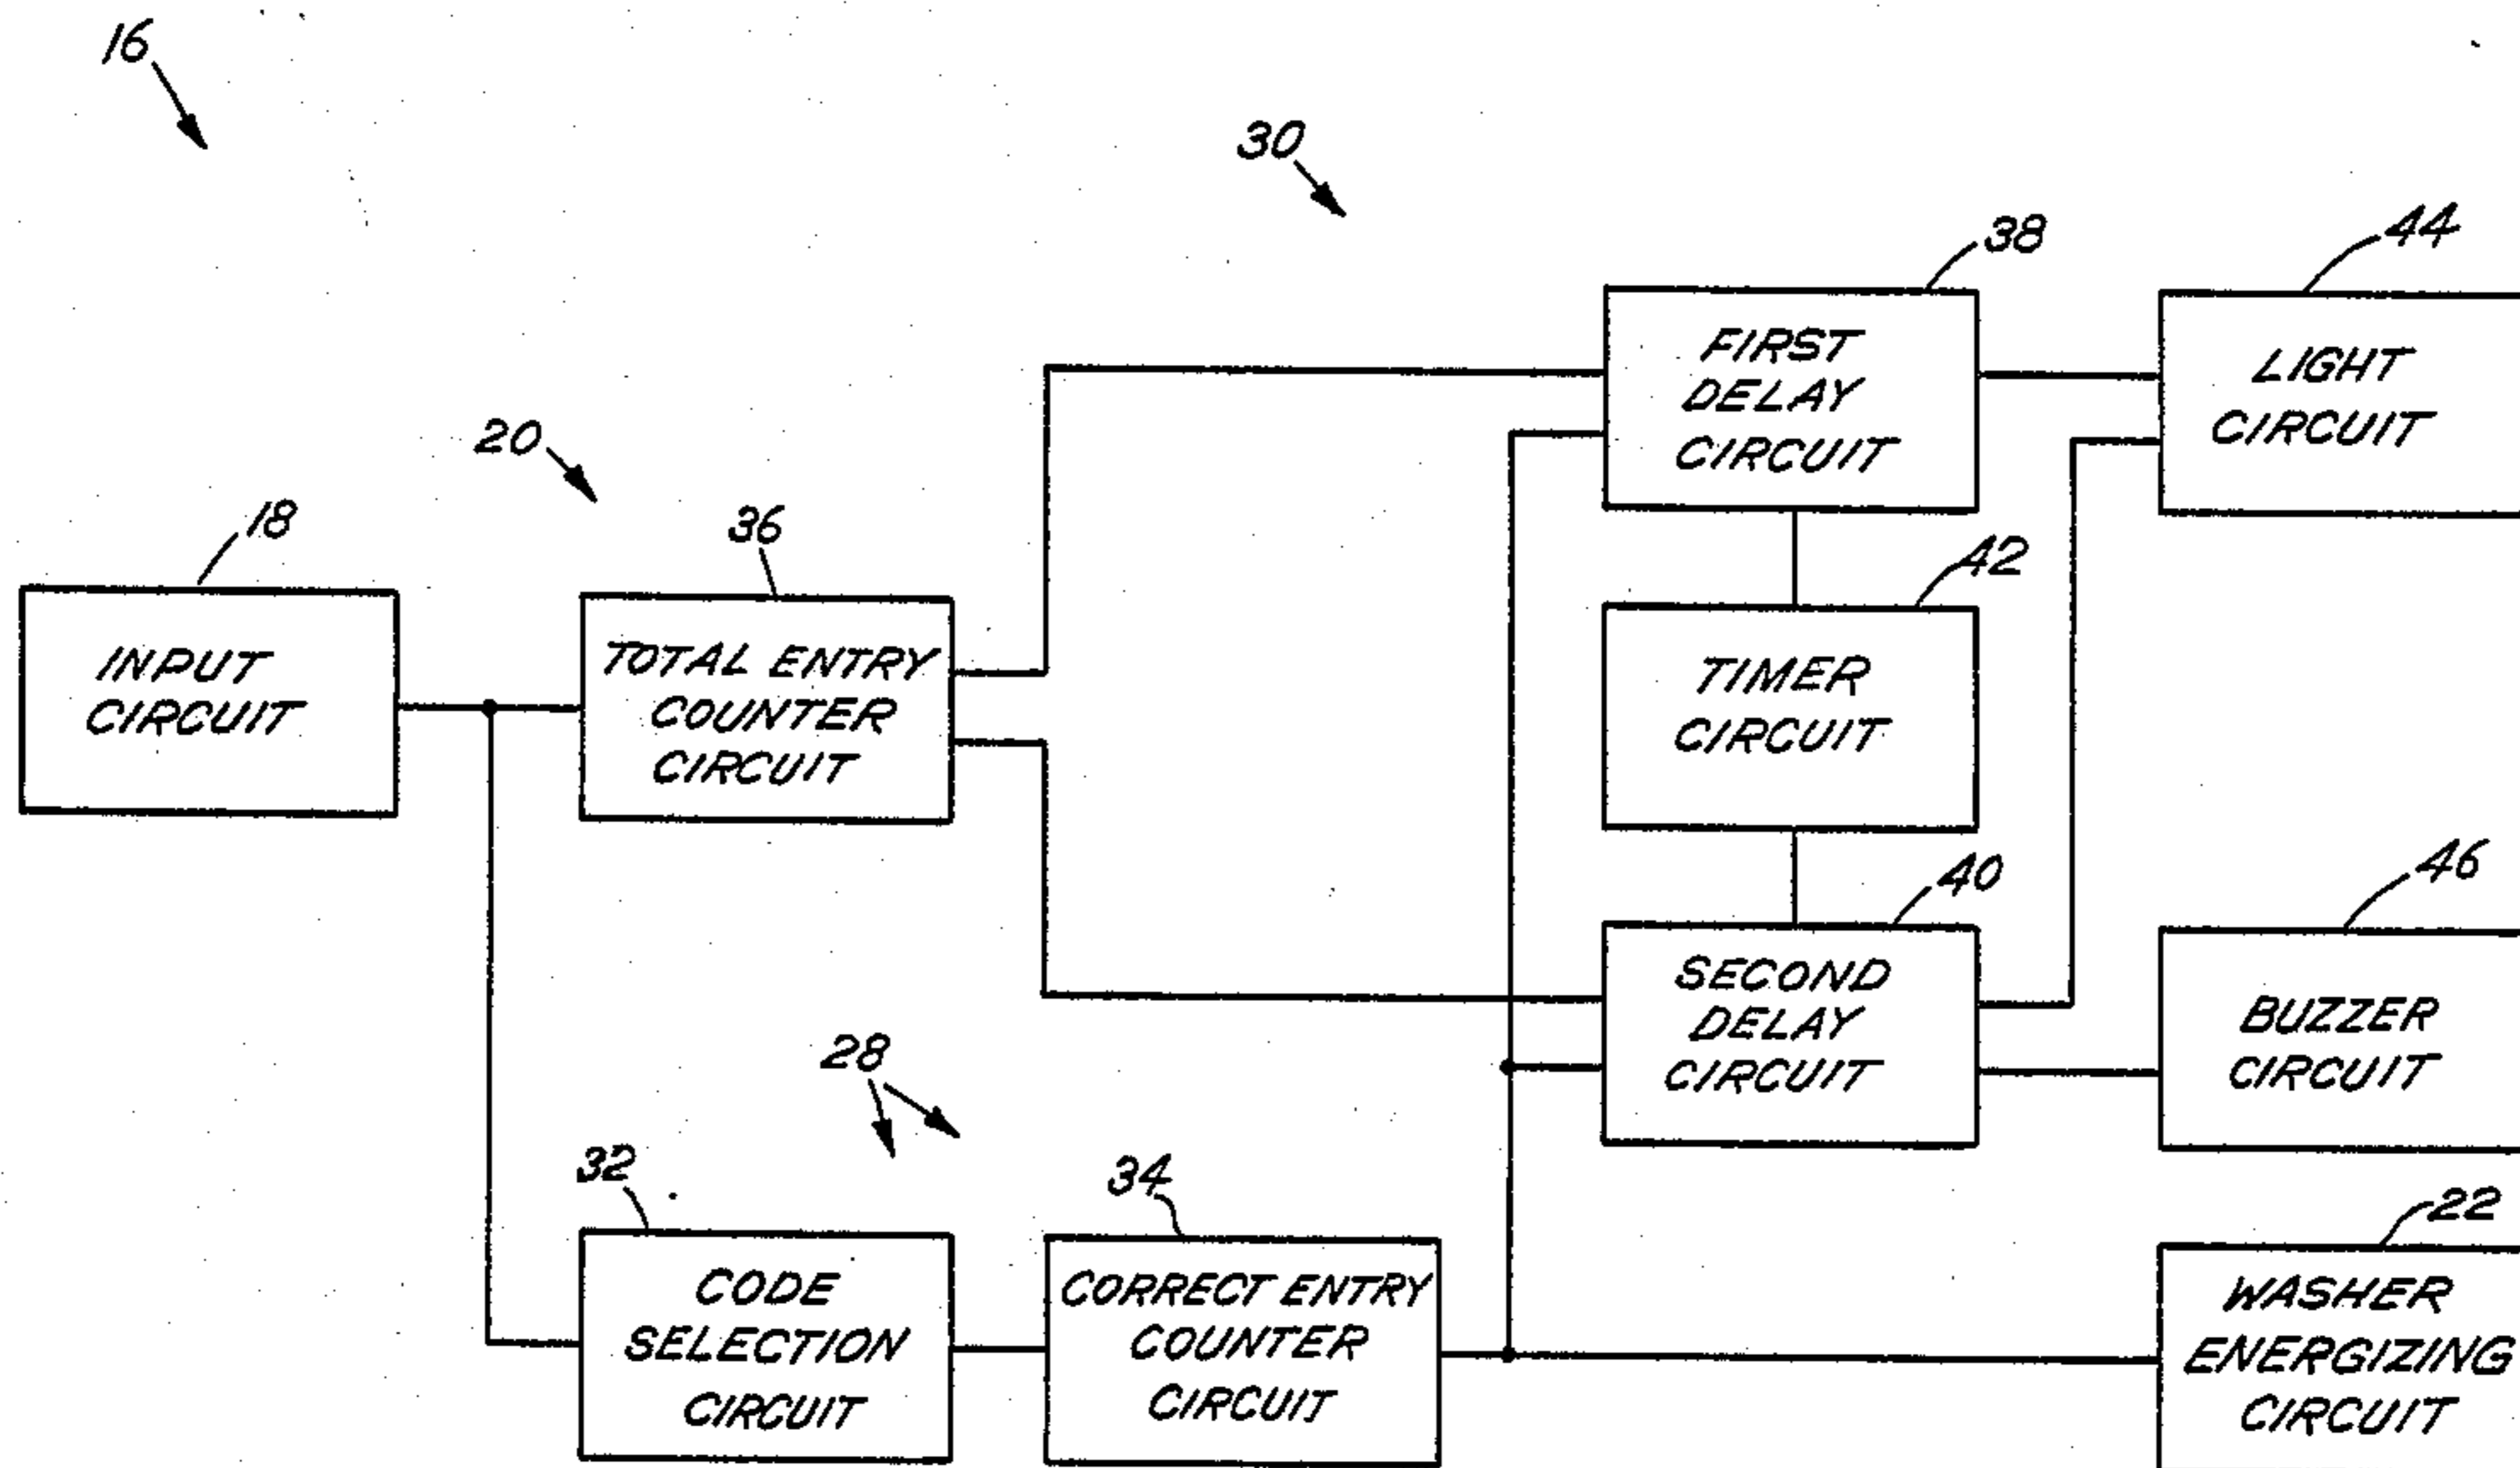 16
30
38
44
FIRST
DELAY
CIRCUIT
LIGHT
CIRCUIT
20
18
36
42
INPUT
CIRCUIT
TOTAL ENTRY
COUNTER
CIRCUIT
TIMER
CIRCUIT
40
46
SECOND
DELAY
CIRCUIT
BUZZER
CIRCUIT
28
32
34
22
CODE
SELECTION
CIRCUIT
CORRECT ENTRY
COUNTER
CIRCUIT
WASHER
ENERGIZING
CIRCUIT